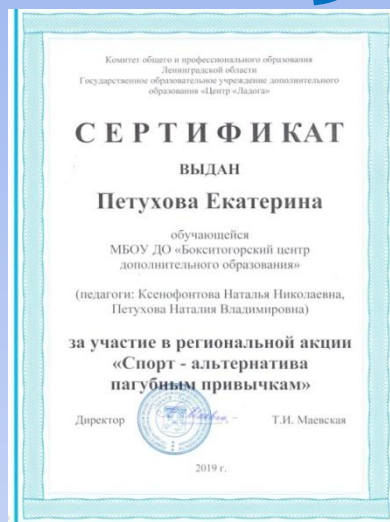 Комитет общего и профессионального образования
Ленинградской области
Государственное образовательное учреждение дополнительного
образования «Центр «Ладога»
СЕРТИФИКАТ
ВЫДАН
Петухова Екатерина
обучающейся
МБОУ ДО «Бокситогорский центр
дополнительного образования»
(педагоги: Ксенофонтова Наталья Николаевна,
Петухова Наталия Владимировна)
за участие в региональной акции
«Спорт - альтернатива
пагубным привычкам»
Директор Т.И. Маевская
2019 г.